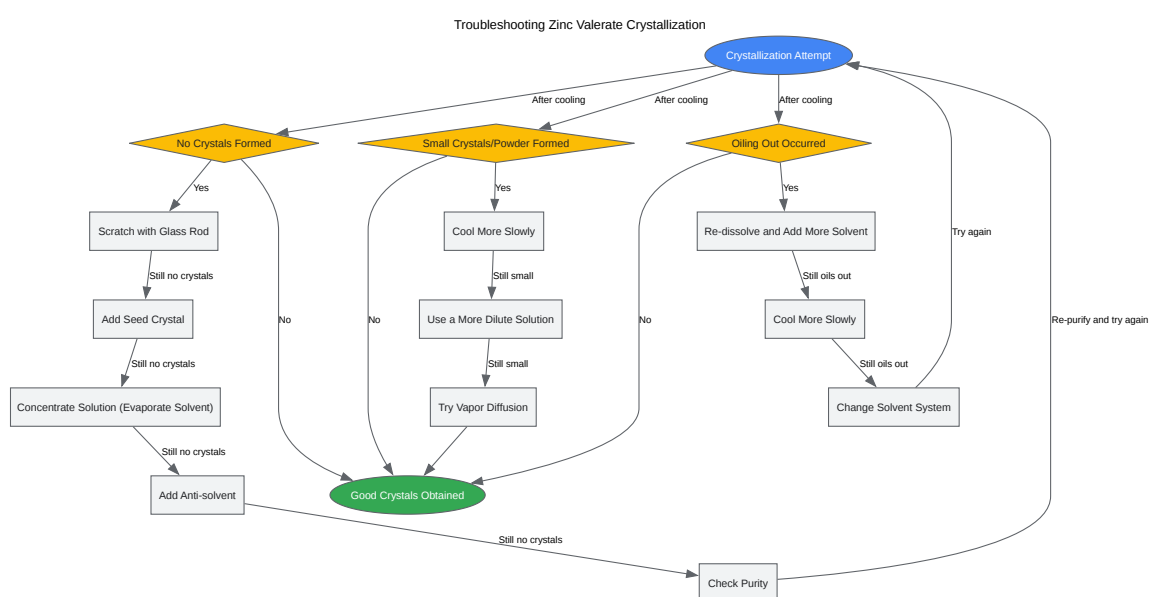 Troubleshooting Zinc Valerate Crystallization
Crystallization Attempt
After cooling
After cooling
After cooling
No Crystals Formed
Small Crystals/Powder Formed
Oiling Out Occurred
Yes
Yes
Yes
Scratch with Glass Rod
Cool More Slowly
Re-dissolve and Add More Solvent
Try again
Still no crystals
Still small
Still oils out
Add Seed Crystal
No
No
Use a More Dilute Solution
No
Cool More Slowly
Re-purify and try again
Still no crystals
Still small
Still oils out
Concentrate Solution (Evaporate Solvent)
Try Vapor Diffusion
Change Solvent System
Still no crystals
Add Anti-solvent
Good Crystals Obtained
Still no crystals
Check Purity